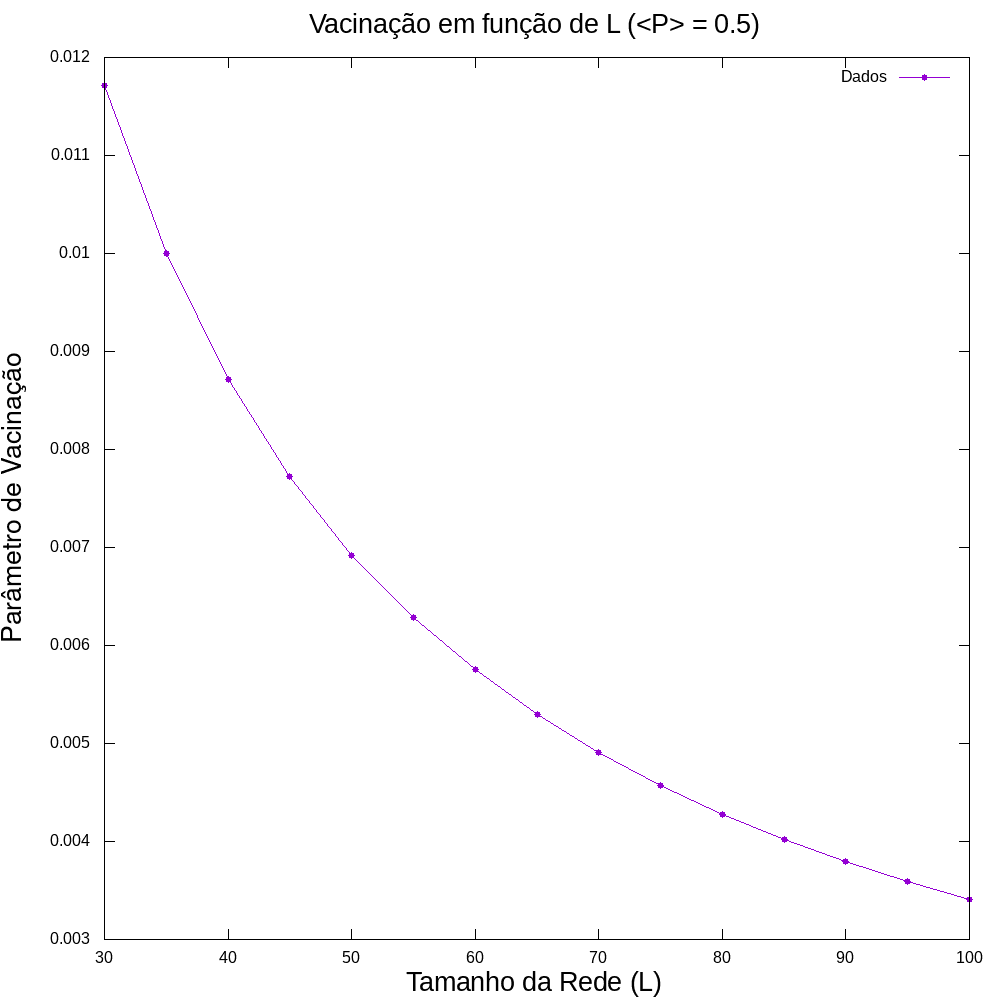 Vacinação em função de L (<P> = 0.5)
Dados
0.012
0.011
0.01
0.009
0.008
0.007
0.006
0.005
0.004
0.003
Parâmetro de Vacinação
30 40 50 60 70 80 90 100
Tamanho da Rede (L)